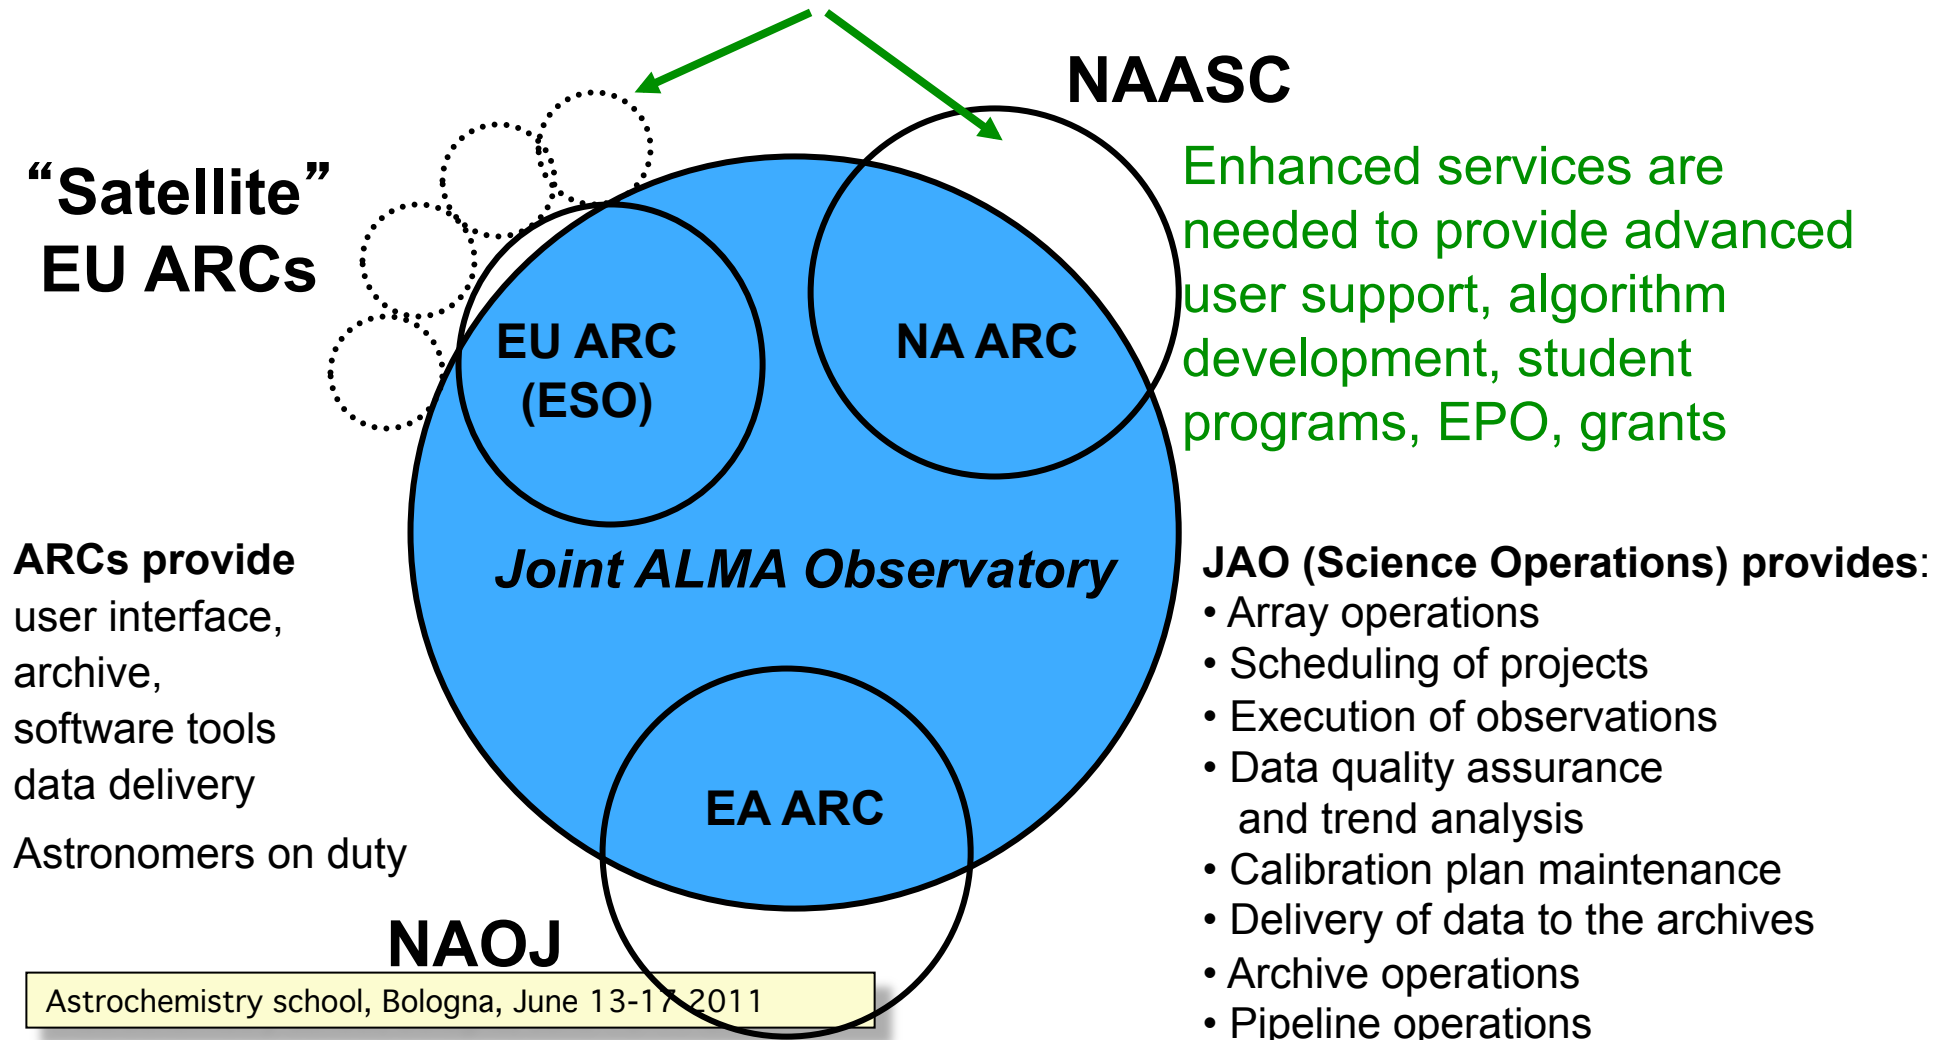 NAASC
“Satellite”
EU ARCs
Enhanced services are
needed to provide advanced
user support, algorithm
development, student
programs, EPO, grants
EU ARC
(ESO)
NA ARC
Joint ALMA Observatory
EA ARC
ARCs provide
user interface,
archive,
software tools
data delivery
Astronomers on duty
NAOJ
Astrochemistry school, Bologna, June 13-17 2011
JAO (Science Operations) provides:
• Array operations
• Scheduling of projects
• Execution of observations
• Data quality assurance
and trend analysis
• Calibration plan maintenance
• Delivery of data to the archives
• Archive operations
• Pipeline operations